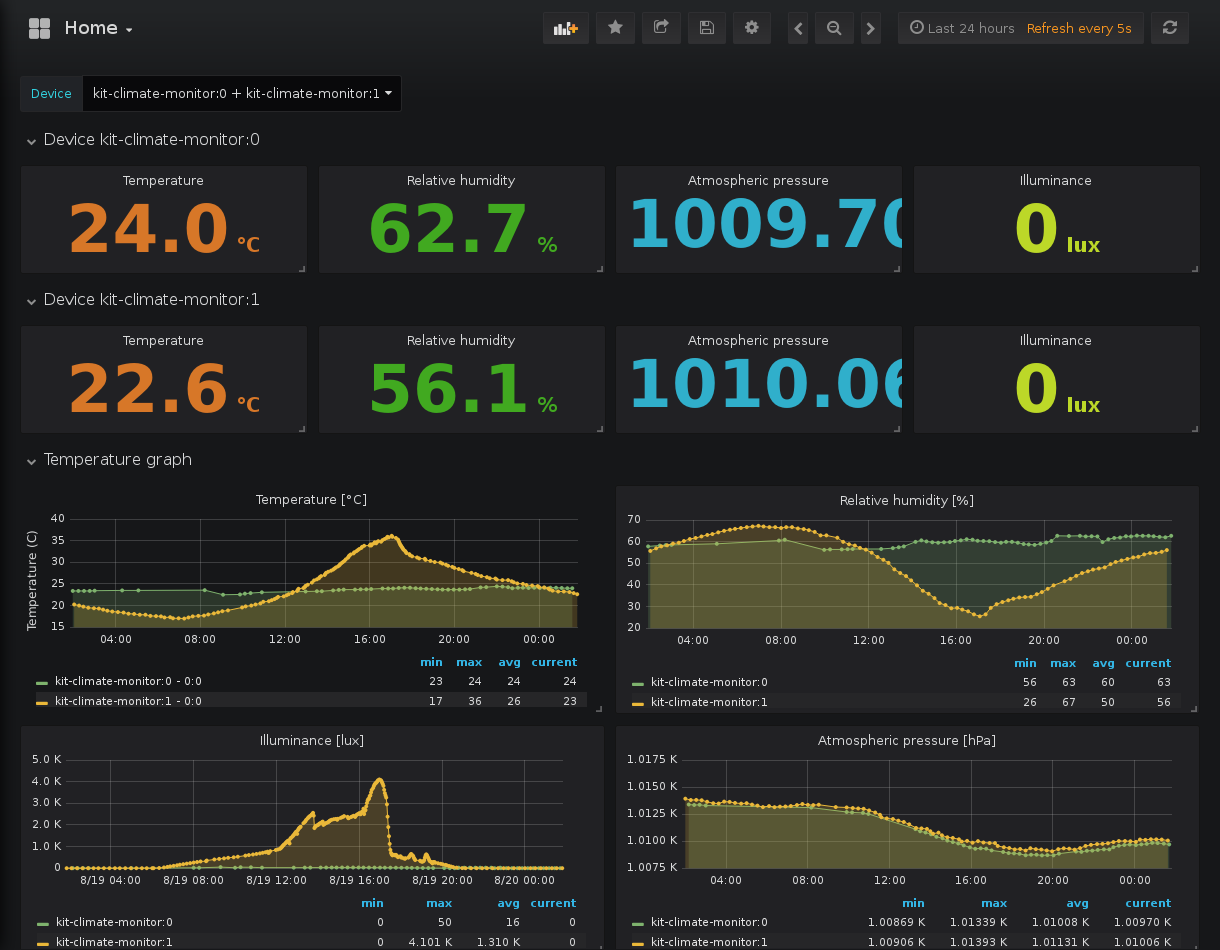 Home
Last 24 hours Refresh every 5s
Device kit-climate-monitor:0 + kit-climate-monitor:1
Device kit-climate-monitor:0
Temperature Relative humidity Atmospheric pressure Illuminance
24.0 °C 62.7 % 1009.70 0 lux
Device kit-climate-monitor:1
Temperature Relative humidity Atmospheric pressure Illuminance
22.6 °C 56.1 % 1010.06 0 lux
Temperature graph
Temperature [°C]
Temperature (C)
40
35
30
25
20
15
04:00 08:00 12:00 16:00 20:00 00:00
min max avg current
kit-climate-monitor:0 - 0:0 23 24 24 24
kit-climate-monitor:1 - 0:0 17 36 26 23
Relative humidity [%]
70
60
50
40
30
20
04:00 08:00 12:00 16:00 20:00 00:00
min max avg current
kit-climate-monitor:0 56 63 60 63
kit-climate-monitor:1 26 67 50 56
Illuminance [lux]
5.0 K
4.0 K
3.0 K
2.0 K
1.0 K
0
8/19 04:00 8/19 08:00 8/19 12:00 8/19 16:00 8/19 20:00 8/20 00:00
min max avg current
kit-climate-monitor:0 0 50 16 0
kit-climate-monitor:1 0 4.101 K 1.310 K 0
Atmospheric pressure [hPa]
1.0175 K
1.0150 K
1.0125 K
1.0100 K
1.0075 K
04:00 08:00 12:00 16:00 20:00 00:00
min max avg current
kit-climate-monitor:0 1.00869 K 1.01339 K 1.01008 K 1.00970 K
kit-climate-monitor:1 1.00906 K 1.01393 K 1.01131 K 1.01006 K